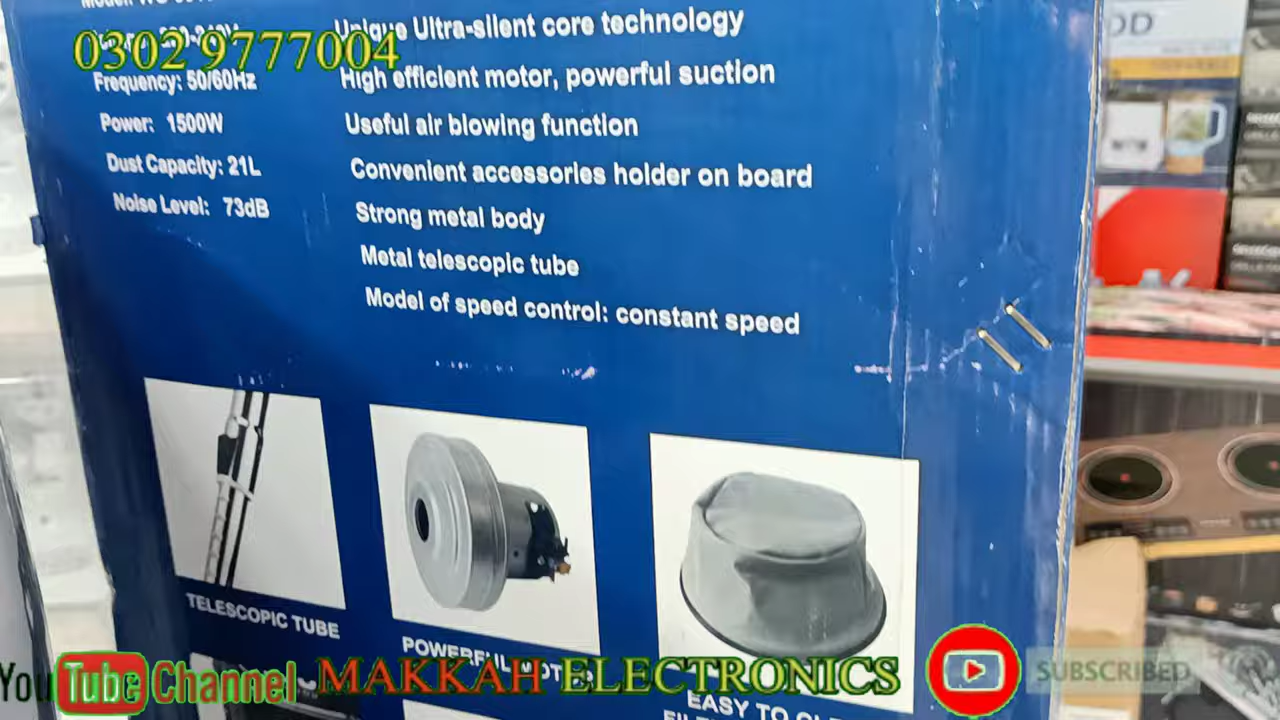 Unique Ultra-silent core technology
0302 9777004
Frequency: 50/60Hz
High efficient motor, powerful suction
Power: 1500W
Useful air blowing function
Dust Capacity: 21L
Convenient accessories holder on board
Noise Level: 73dB
Strong metal body
Metal telescopic tube
Model of speed control: constant speed
TELESCOPIC TUBE
POWERFUL MOTOR
YouTube Channel
MAKKAH ELECTRONICS
SUBSCRIBED
EASY TO